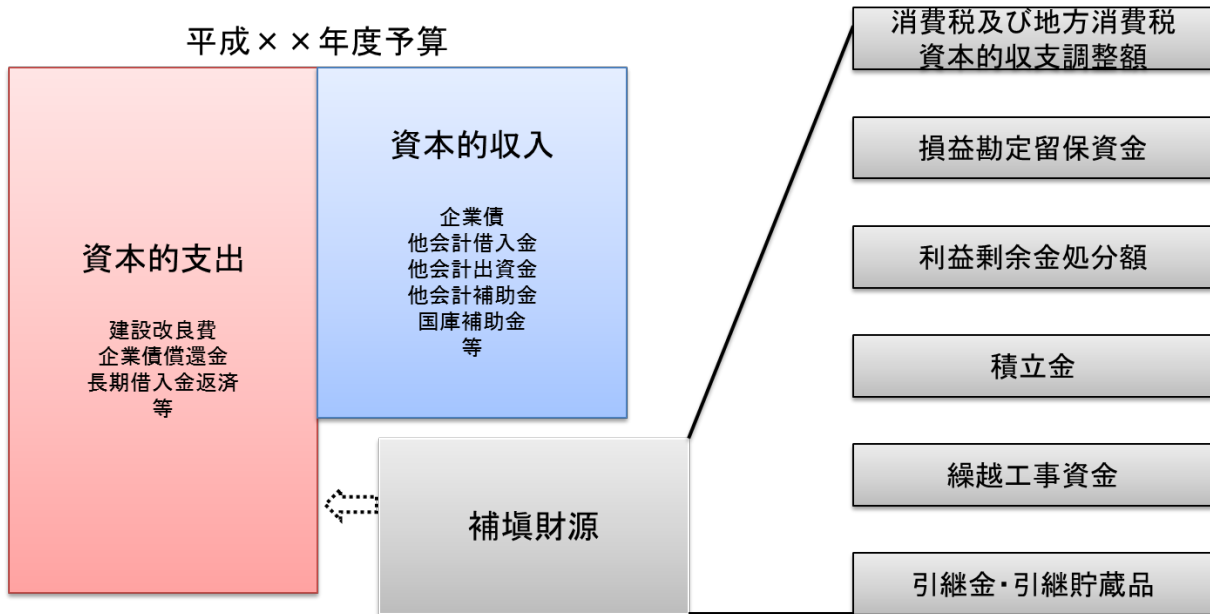 平成××年度予算
資本的支出
建設改良費
企業債償還金
長期借入金返済
等
資本的収入
企業債
他会計借入金
他会計出資金
他会計補助金
国庫補助金
等
補塡財源
消費税及び地方消費税
資本的収支調整額
損益勘定留保資金
利益剰余金処分額
積立金
繰越工事資金
引継金・引継貯蔵品